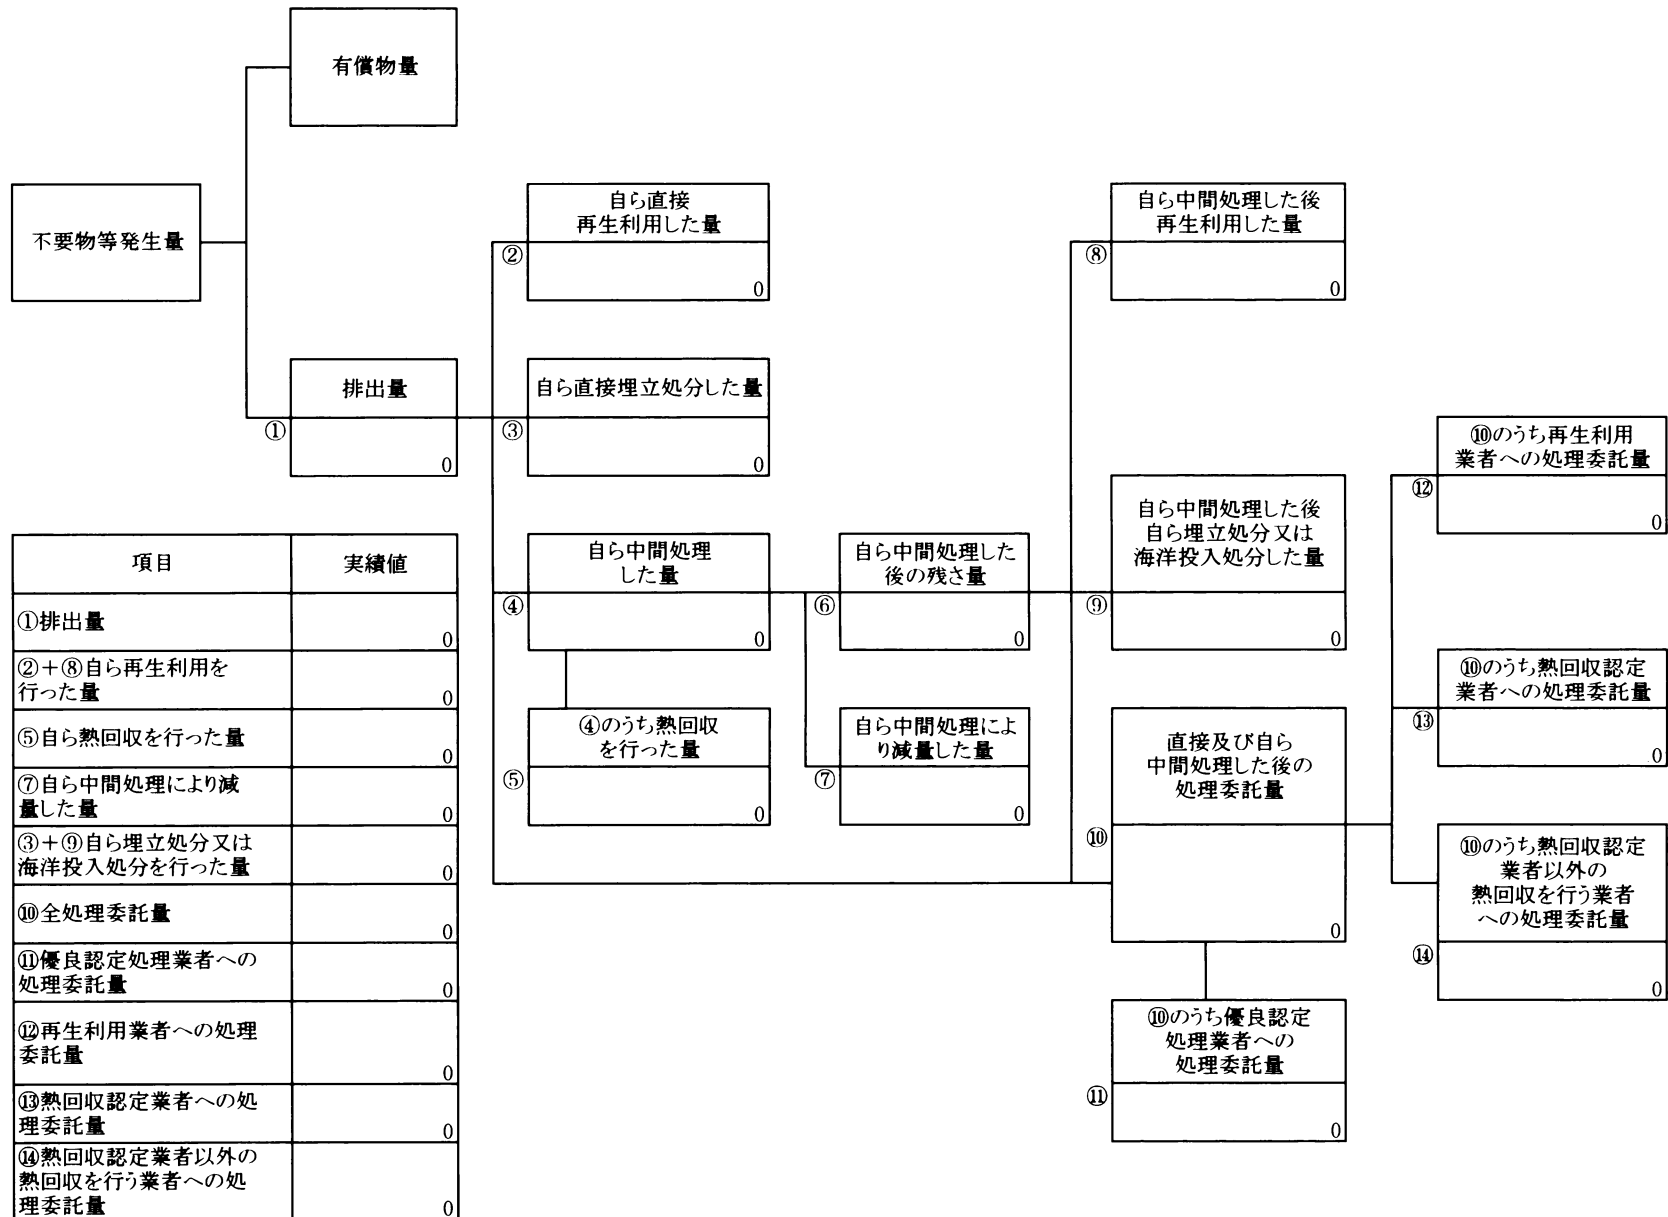 有償物量
不要物等発生量
排出量
①
0
自ら直接
再生利用した量
②
0
自ら直接埋立処分した量
③
0
自ら中間処理
した量
④
0
④のうち熱回収
を行った量
⑤
0
自ら中間処理した
後の残さ量
⑥
0
自ら中間処理によ
り減量した量
⑦
0
自ら中間処理した後
再生利用した量
⑧
0
自ら中間処理した後
自ら埋立処分又は
海洋投入処分した量
⑨
0
直接及び自ら
中間処理した後の
処理委託量
⑩
0
⑩のうち優良認定
処理業者への
処理委託量
⑪
0
⑩のうち再生利用
業者への処理委託量
⑫
0
⑩のうち熱回収認定
業者への処理委託量
⑬
0
⑩のうち熱回収認定
業者以外の
熱回収を行う業者
への処理委託量
⑭
0
項目 実績値
①排出量
0
②+⑧自ら再生利用を
行った量
0
⑤自ら熱回収を行った量
0
⑦自ら中間処理により減
量した量
0
③+⑨自ら埋立処分又は
海洋投入処分を行った量
0
⑩全処理委託量
0
⑪優良認定処理業者への
処理委託量
0
⑫再生利用業者への処理
委託量
0
⑬熱回収認定業者への処
理委託量
0
⑭熱回収認定業者以外の
熱回収を行う業者への処
理委託量
0